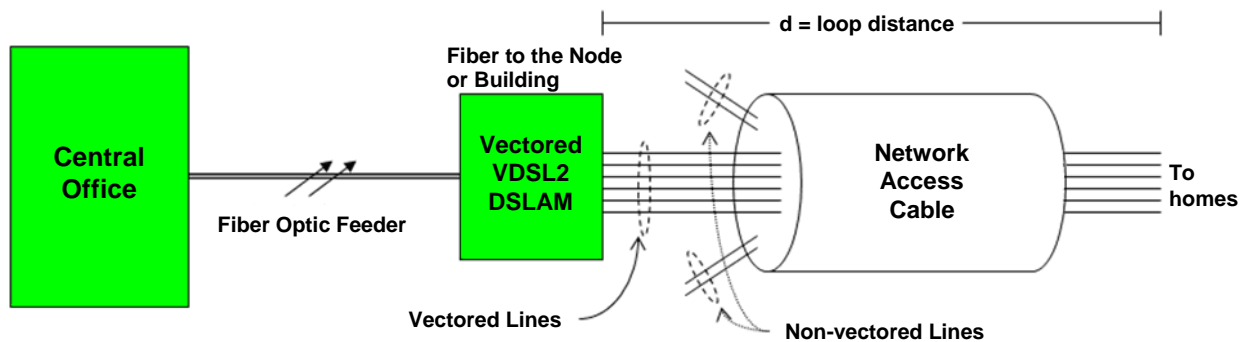 d = loop distance
Fiber to the Node
or Building
Central
Office
Vectored
VDSL2
DSLAM
Network
Access
Cable
To
homes
Fiber Optic Feeder
Vectored Lines
Non-vectored Lines